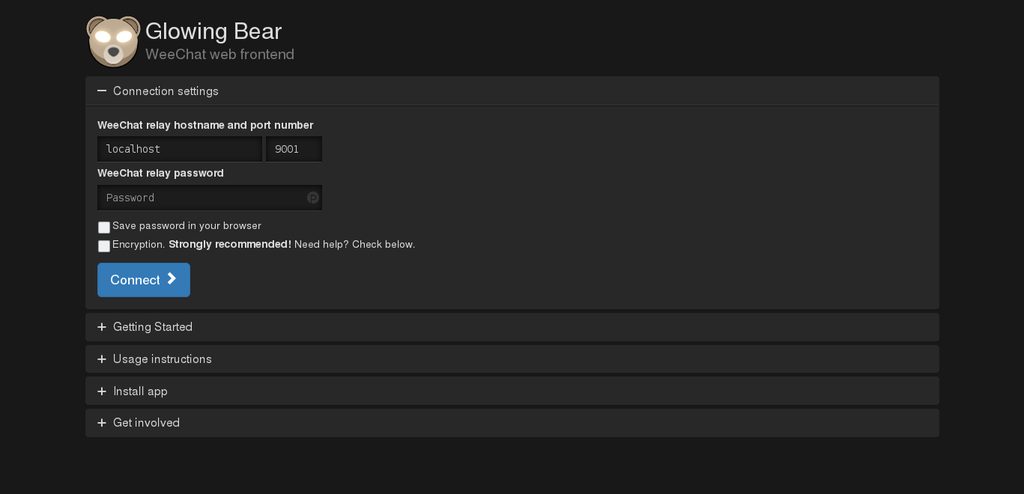 Glowing Bear
WeeChat web frontend
Connection settings
WeeChat relay hostname and port number
localhost 9001
WeeChat relay password
Password
Save password in your browser
Encryption. Strongly recommended! Need help? Check below.
Connect
Getting Started
Usage instructions
Install app
Get involved